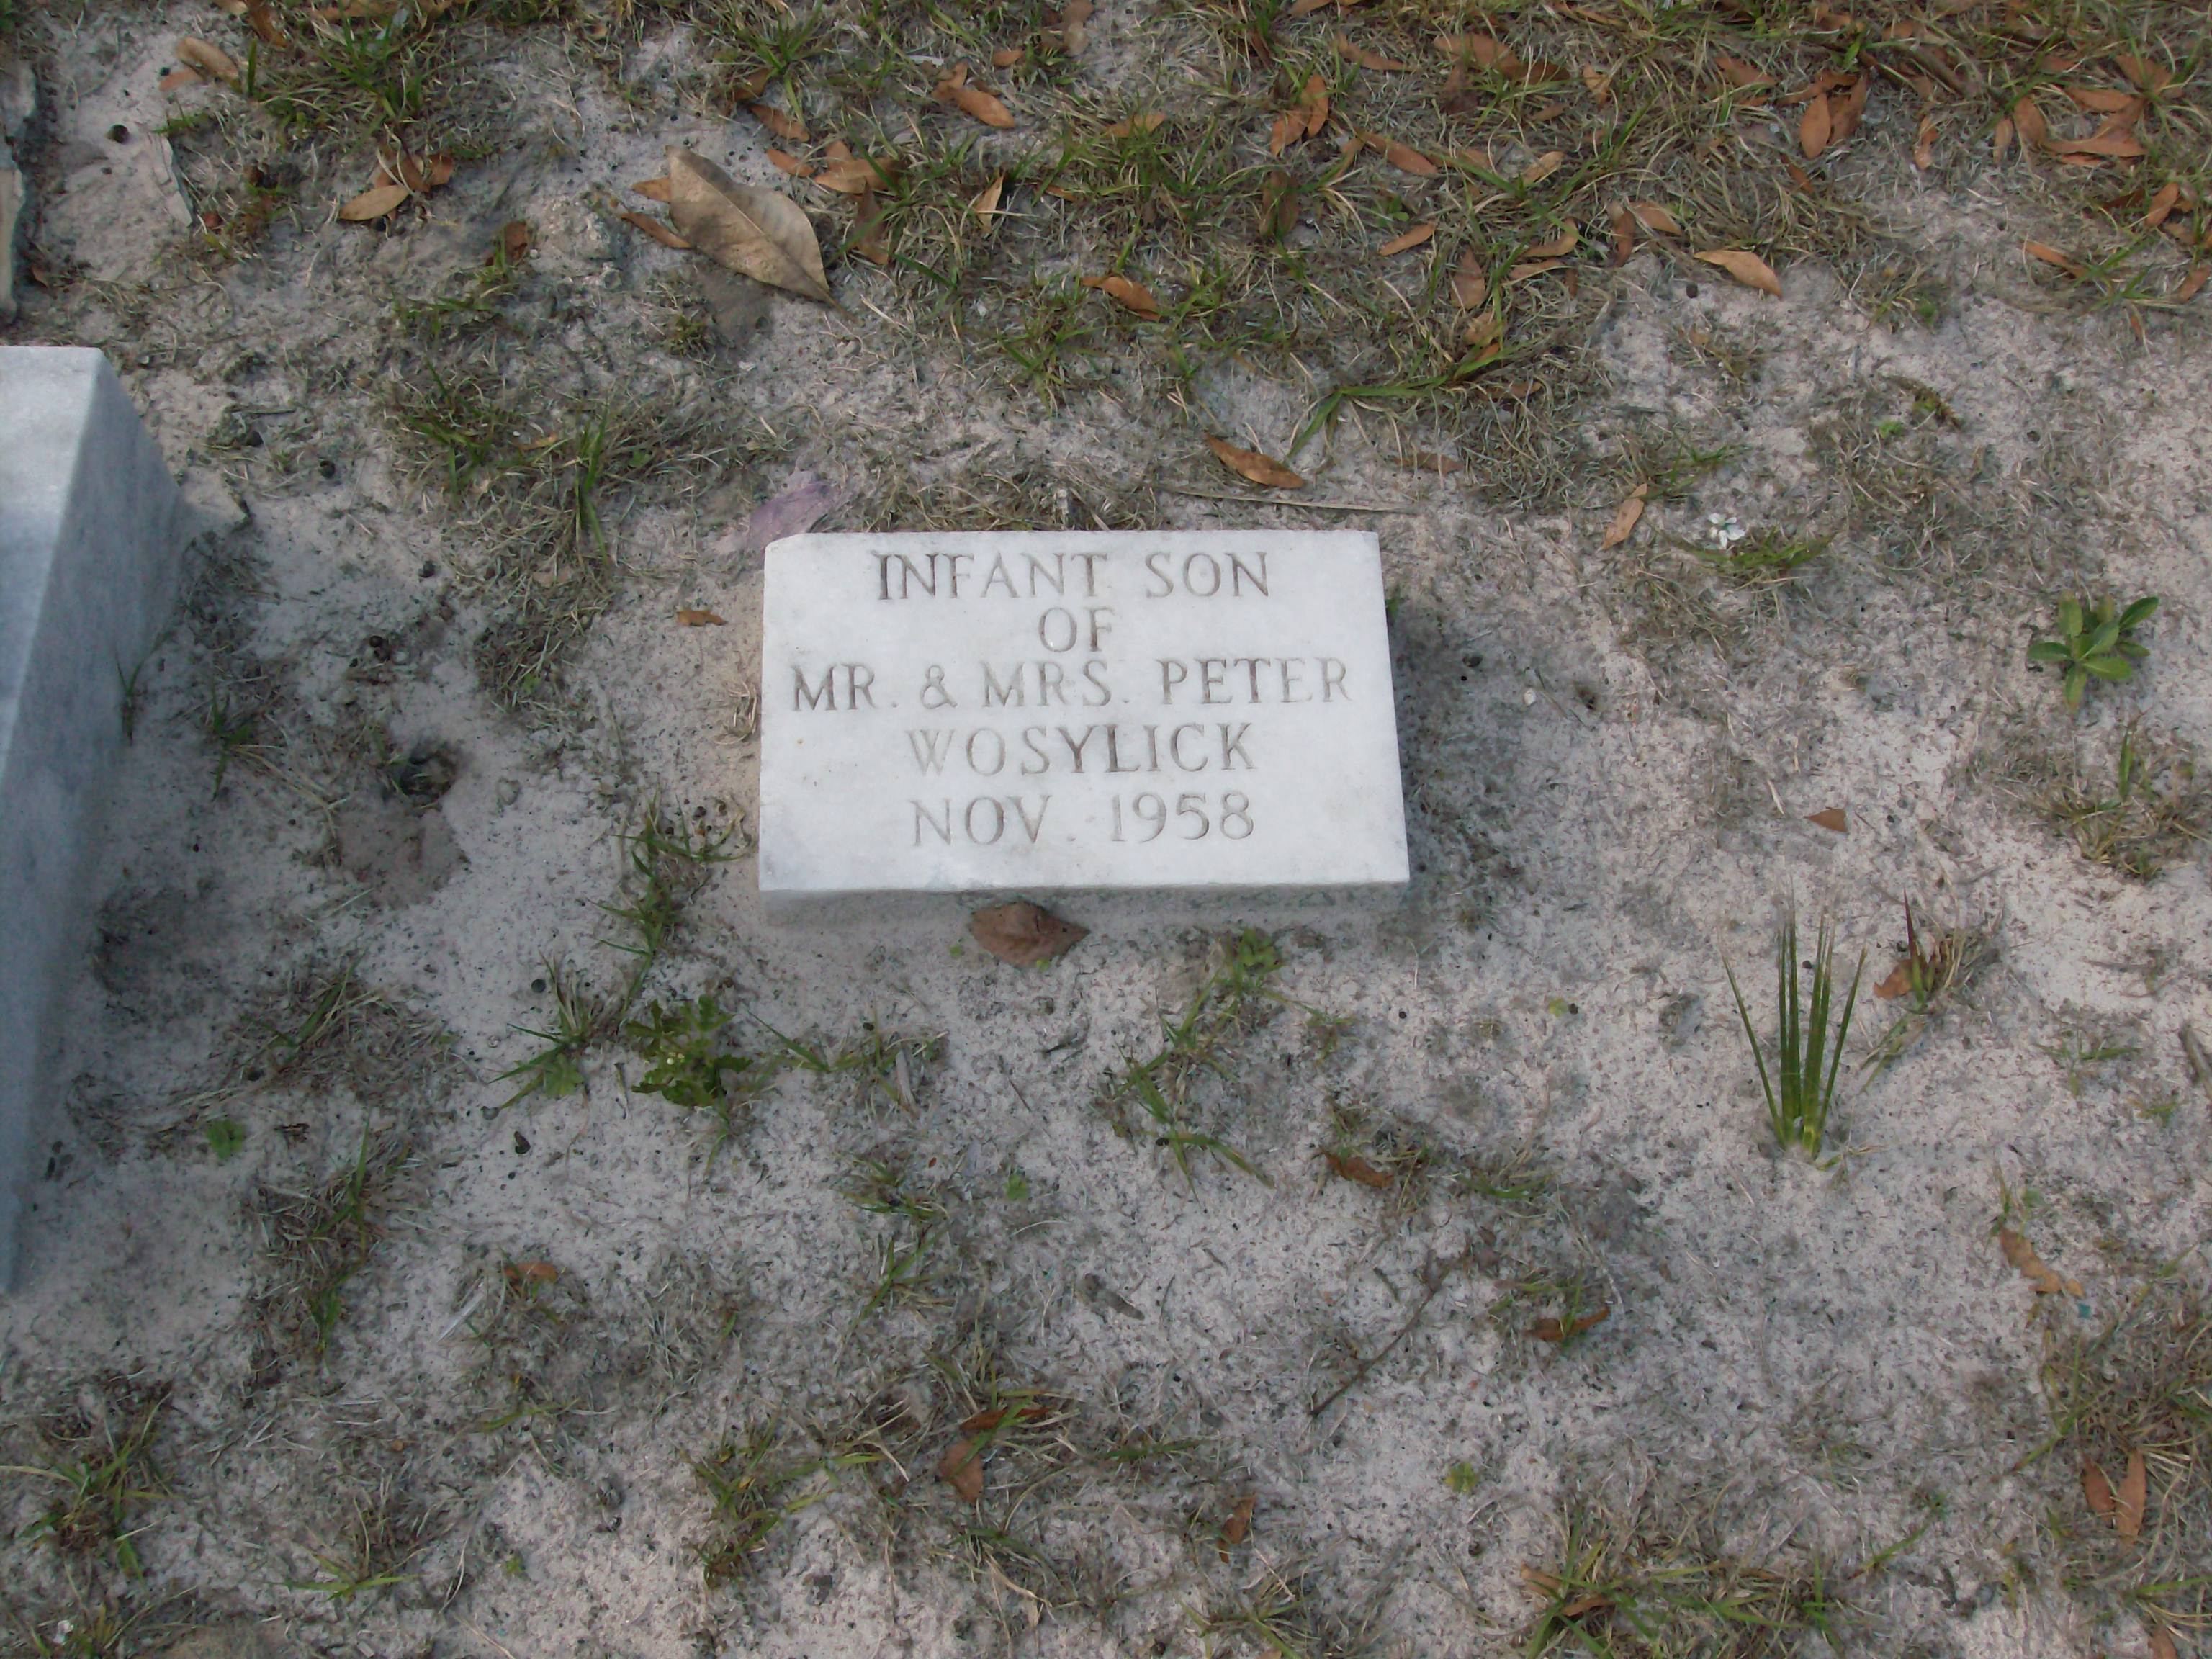 INFANT SON
OF
MR. & MRS. PETER
WOSYLICK
NOV. 1958